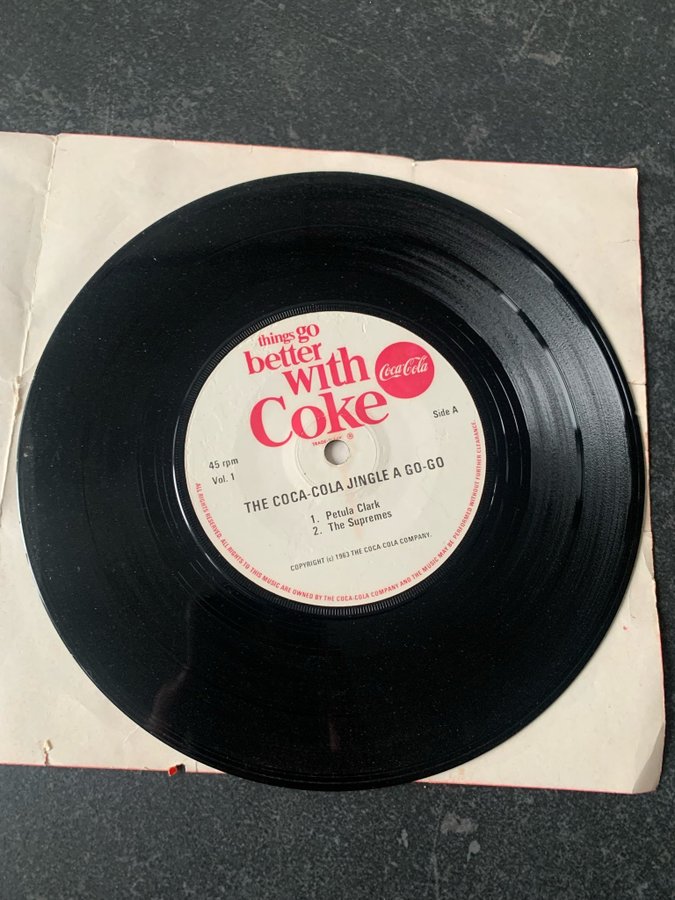 things go
better
with
Coke
TRADE-MARK ®
Coca-Cola
Side A
45 rpm
Vol. 1
THE COCA-COLA JINGLE A GO-GO
1. Petula Clark
2. The Supremes
COPYRIGHT (c) 1963 THE COCA-COLA COMPANY.
ALL RIGHTS RESERVED. ALL RIGHTS TO THIS MUSIC ARE OWNED BY THE COCA-COLA COMPANY AND THE MUSIC MAY BE PERFORMED WITHOUT FURTHER CLEARANCE.